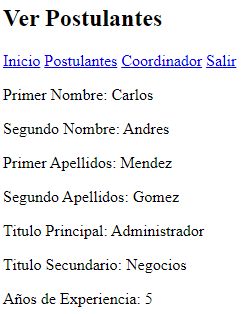 Ver Postulantes
Inicio Postulantes Coordinador Salir
Primer Nombre: Carlos
Segundo Nombre: Andres
Primer Apellidos: Mendez
Segundo Apellidos: Gomez
Titulo Principal: Administrador
Titulo Secundario: Negocios
Años de Experiencia: 5